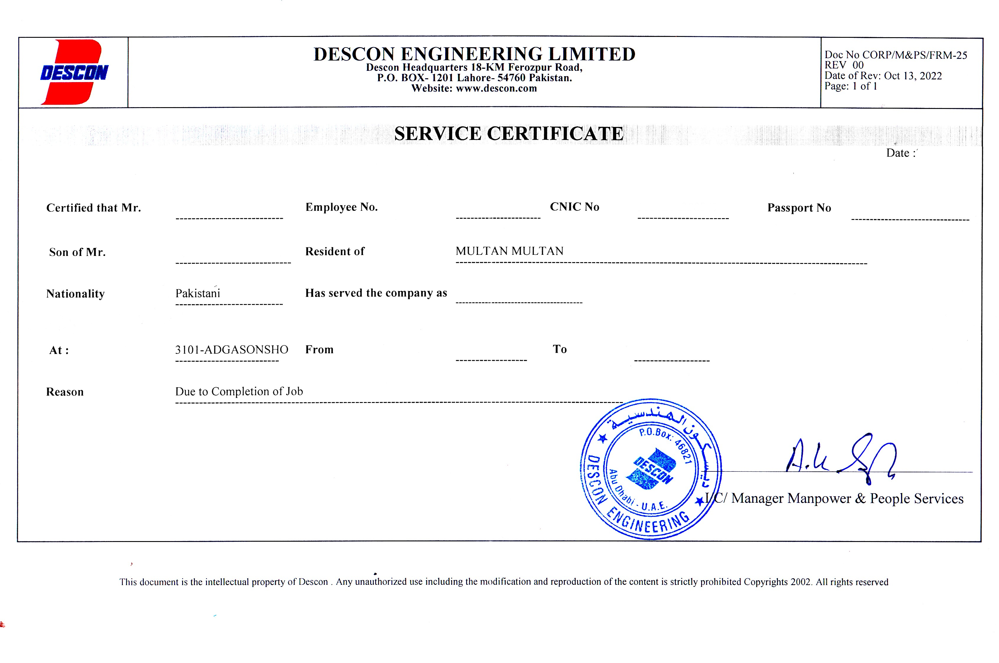 DESCON
DESCON ENGINEERING LIMITED
Descon Headquarters 18-KM Ferozpur Road,
P.O. BOX- 1201 Lahore- 54760 Pakistan.
Website: www.descon.com
Doc No CORP/M&PS/FRM-25
REV 00
Date of Rev: Oct 13, 2022
Page: 1 of 1
SERVICE CERTIFICATE
Date :
Certified that Mr. Employee No. CNIC No Passport No
Son of Mr. Resident of MULTAN MULTAN
Nationality Pakistani Has served the company as
At : 3101-ADGASONSHO From To
Reason Due to Completion of Job
ديسكون الهندسية
P.O.Box: 46821
DESCON
Abu Dhabi - U.A.E.
DESCON ENGINEERING
I/C/ Manager Manpower & People Services
This document is the intellectual property of Descon . Any unauthorized use including the modification and reproduction of the content is strictly prohibited Copyrights 2002. All rights reserved